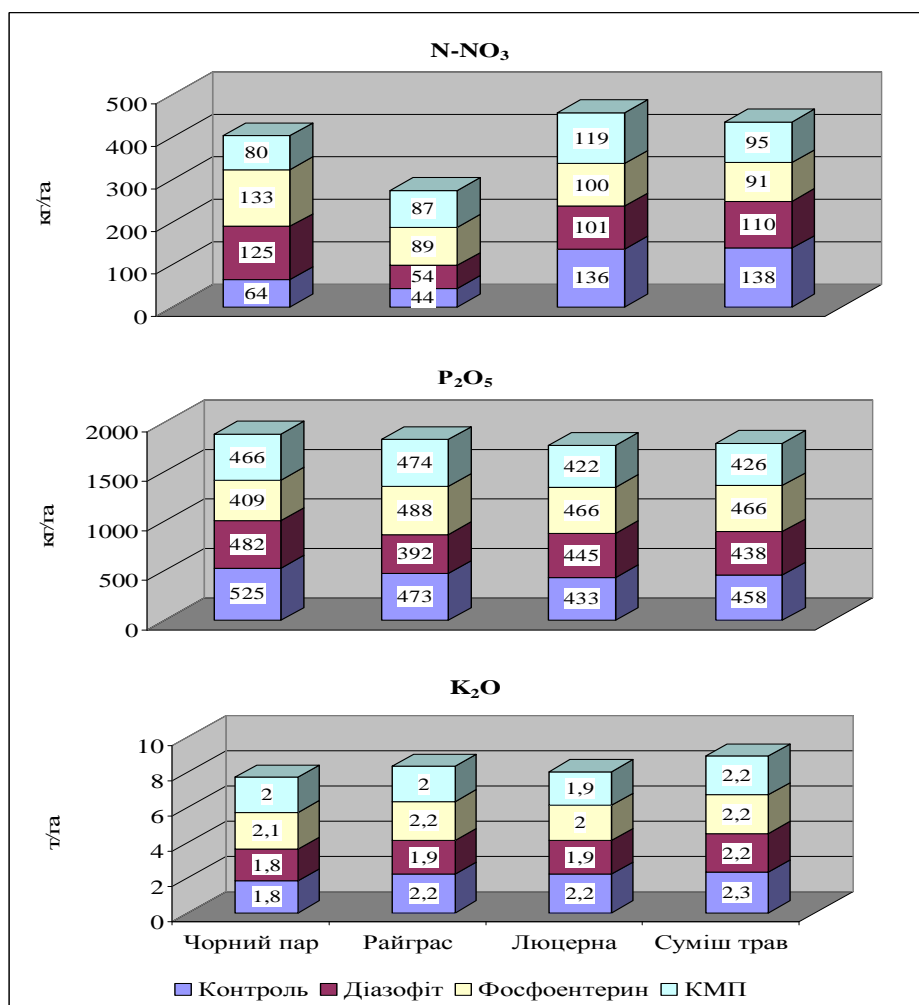 N-NO₃
500
400
300
200
100
0
кг/га
80 87 119 95
133 89 100 91
125 54 101 110
64 44 136 138
P₂O₅
2000
1500
1000
500
0
кг/га
466 474 422 426
409 488 466 466
482 392 445 438
525 473 433 458
K₂O
10
8
6
4
2
0
т/га
2 2 1,9 2,2
2,1 2,2 2 2,2
1,8 1,9 1,9 2,2
1,8 2,2 2,2 2,3
Чорний пар Райграс Люцерна Суміш трав
Контроль Діазофіт Фосфоентерин КМП